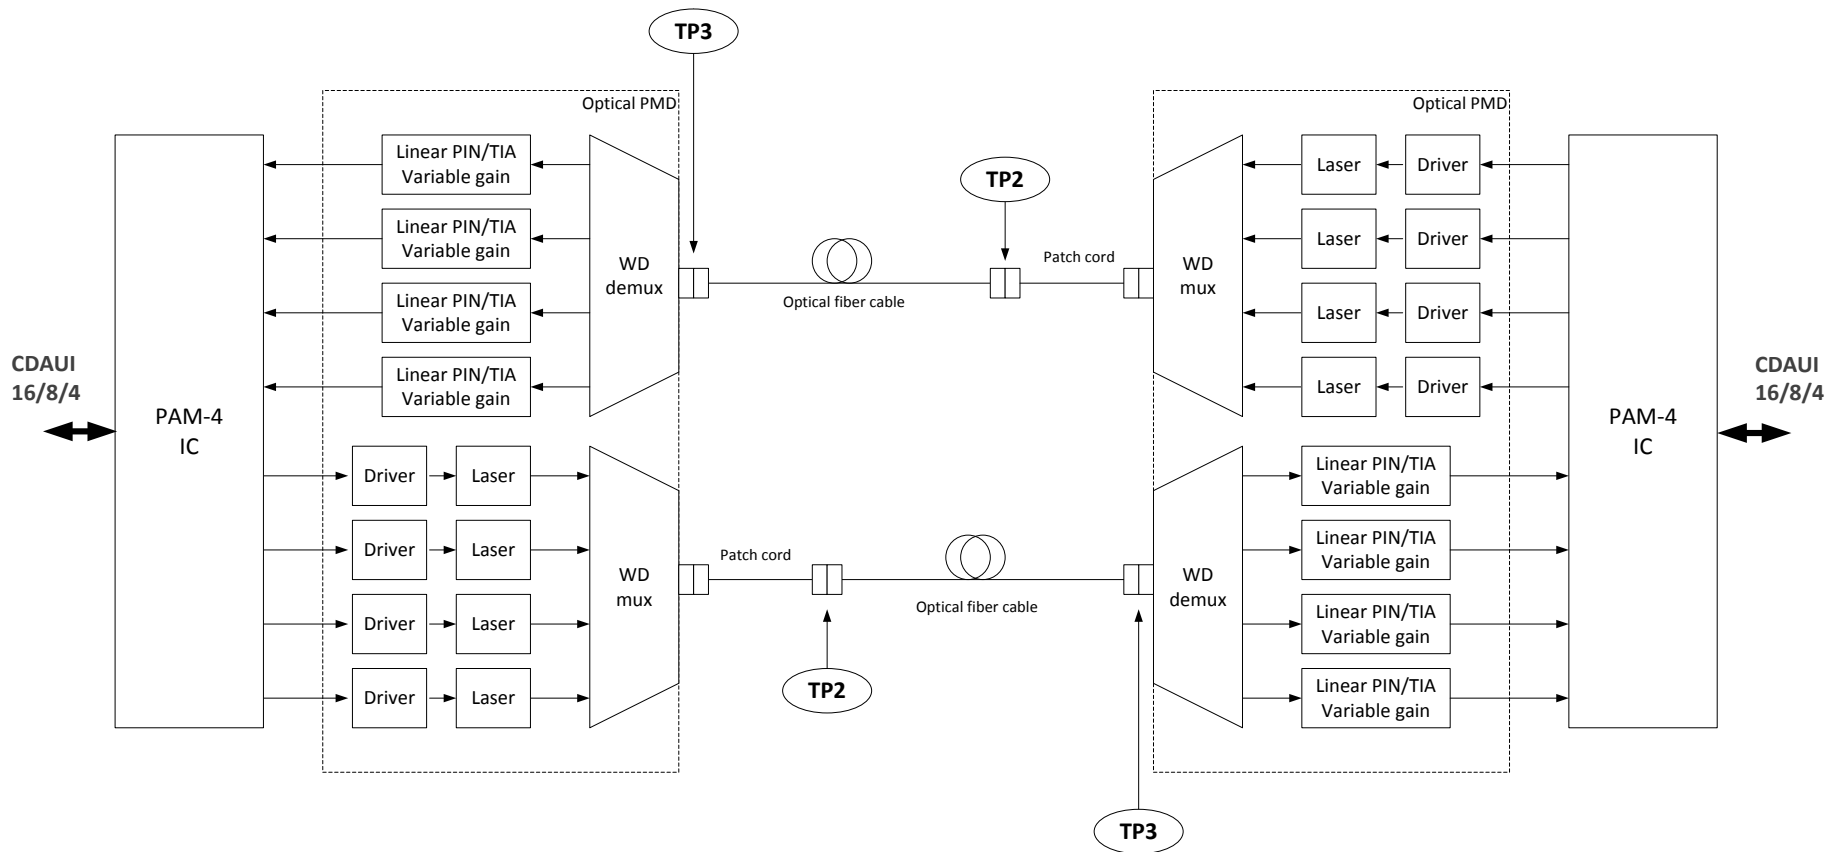 TP3
Optical PMD
Optical PMD
Linear PIN/TIA
Variable gain
Linear PIN/TIA
Variable gain
Linear PIN/TIA
Variable gain
Linear PIN/TIA
Variable gain
WD
demux
TP2
Patch cord
Optical fiber cable
WD
mux
Laser
Driver
Laser
Driver
Laser
Driver
Laser
Driver
CDAUI
16/8/4
PAM-4
IC
PAM-4
IC
CDAUI
16/8/4
Driver
Laser
Driver
Laser
Driver
Laser
Driver
Laser
WD
mux
Patch cord
TP2
Optical fiber cable
WD
demux
Linear PIN/TIA
Variable gain
Linear PIN/TIA
Variable gain
Linear PIN/TIA
Variable gain
Linear PIN/TIA
Variable gain
TP3